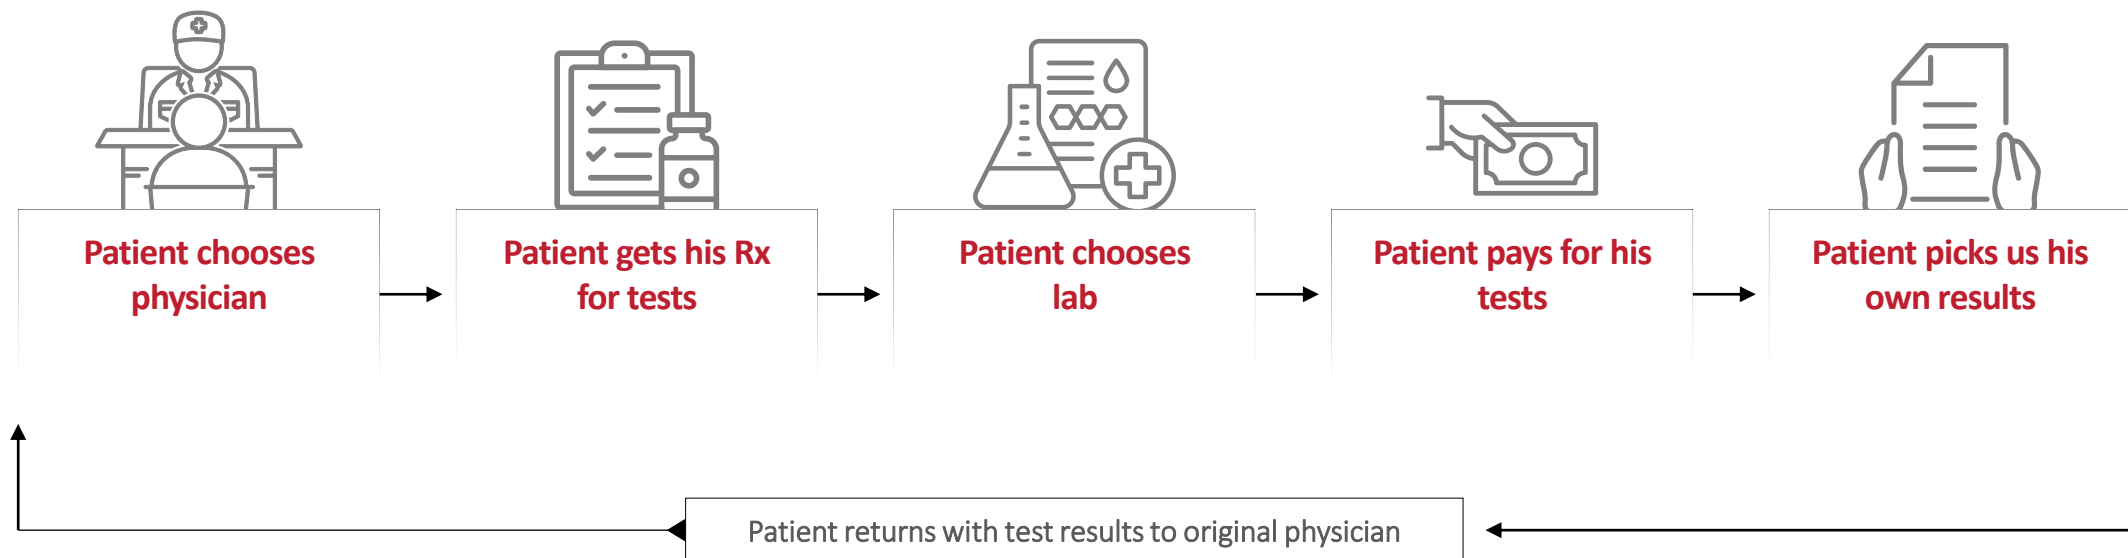 Patient chooses
physician
Patient gets his Rx
for tests
Patient chooses
lab
Patient pays for his
tests
Patient picks us his
own results
Patient returns with test results to original physician